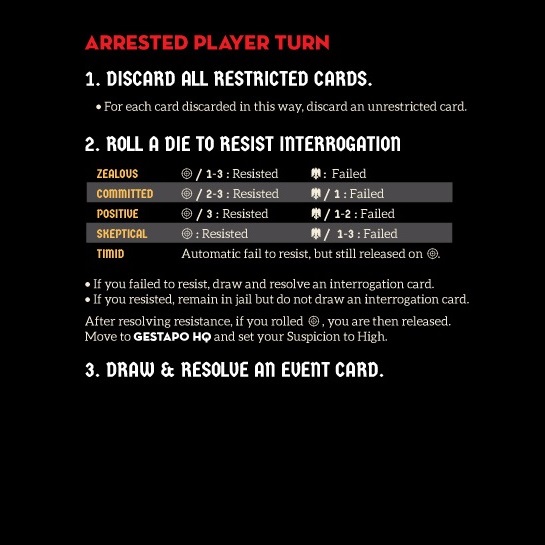 ARRESTED PLAYER TURN
1. DISCARD ALL RESTRICTED CARDS.
• For each card discarded in this way, discard an unrestricted card.
2. ROLL A DIE TO RESIST INTERROGATION
ZEALOUS / 1-3 : Resisted : Failed
COMMITTED / 2-3 : Resisted / 1 : Failed
POSITIVE / 3 : Resisted / 1-2 : Failed
SKEPTICAL : Resisted / 1-3 : Failed
TIMID Automatic fail to resist, but still released on .
• If you failed to resist, draw and resolve an interrogation card.
• If you resisted, remain in jail but do not draw an interrogation card.
After resolving resistance, if you rolled , you are then released.
Move to GESTAPO HQ and set your Suspicion to High.
3. DRAW & RESOLVE AN EVENT CARD.